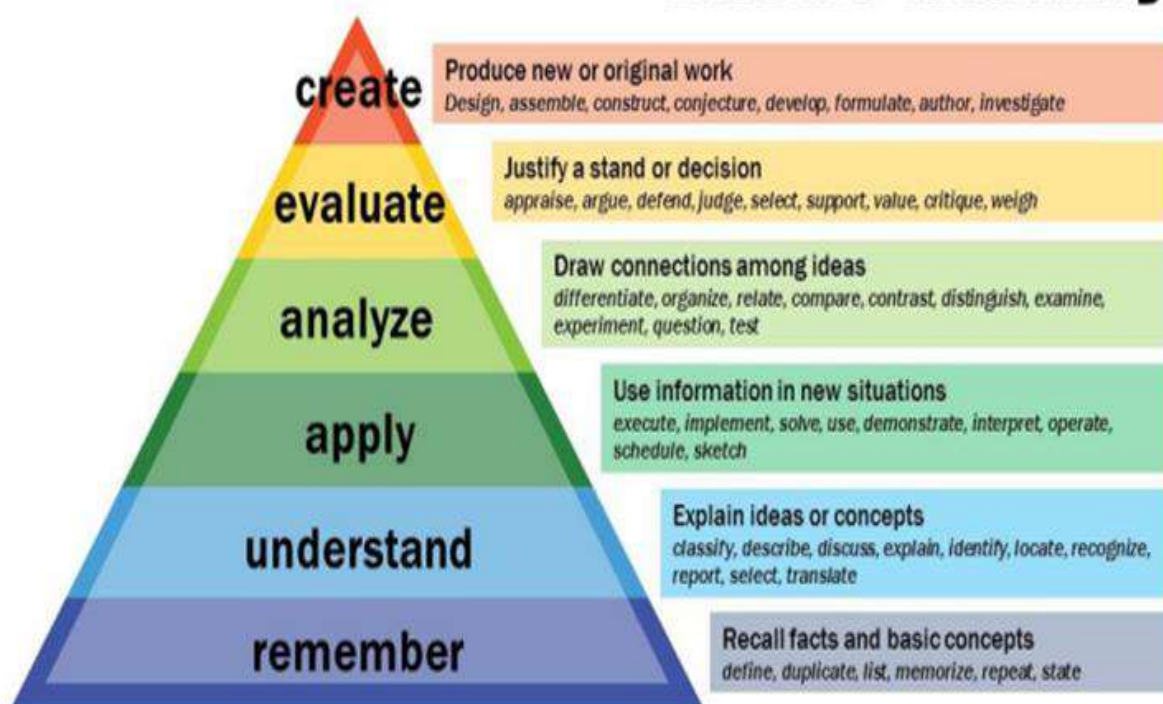 create
Produce new or original work
Design, assemble, construct, conjecture, develop, formulate, author, investigate
evaluate
Justify a stand or decision
appraise, argue, defend, judge, select, support, value, critique, weigh
analyze
Draw connections among ideas
differentiate, organize, relate, compare, contrast, distinguish, examine,
experiment, question, test
apply
Use information in new situations
execute, implement, solve, use, demonstrate, interpret, operate,
schedule, sketch
understand
Explain ideas or concepts
classify, describe, discuss, explain, identify, locate, recognize,
report, select, translate
remember
Recall facts and basic concepts
define, duplicate, list, memorize, repeat, state